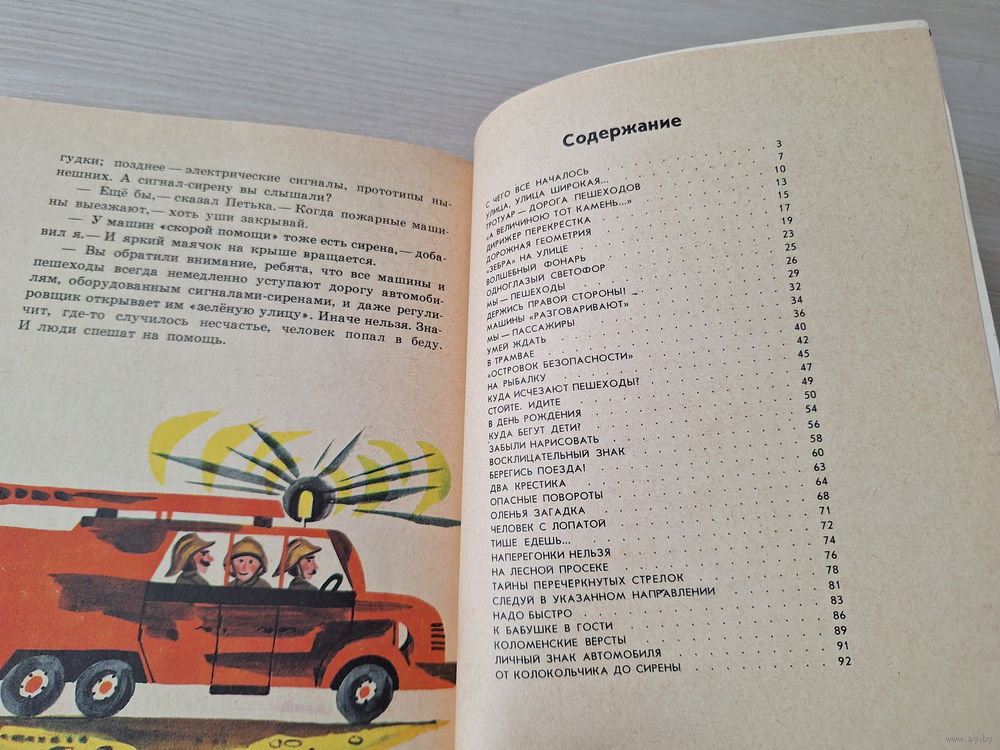 гудки; позднее — электрические сигналы, прототипы ны-
нешних. А сигнал-сирену вы слышали?
— Ещё бы,— сказал Петька.— Когда пожарные маши-
ны выезжают,— хоть уши закрывай.
— У машин «скорой помощи» тоже есть сирена,— доба-
вил я.— И яркий маячок на крыше вращается.
— Вы обратили внимание, ребята, что все машины и
пешеходы всегда немедленно уступают дорогу автомоби-
лям, оборудованным сигналами-сиренами, и даже регули-
ровщик открывает им «зелёную улицу». Иначе нельзя. Зна-
чит, где-то случилось несчастье, человек попал в беду.
И люди спешат на помощь.
Содержание
С ЧЕГО ВСЕ НАЧАЛОСЬ 3
УЛИЦА, УЛИЦА ШИРОКАЯ... 7
ТРОТУАР — ДОРОГА ПЕШЕХОДОВ 10
«А ВЕЛИЧИНОЮ ТОТ КАМЕНЬ...» 13
ДИРИЖЕР ПЕРЕКРЕСТКА 15
ДОРОЖНАЯ ГЕОМЕТРИЯ 17
«ЗЕБРА» НА УЛИЦЕ 19
ВОЛШЕБНЫЙ ФОНАРЬ 23
ОДНОГЛАЗЫЙ СВЕТОФОР 25
МЫ — ПЕШЕХОДЫ 26
ДЕРЖИСЬ ПРАВОЙ СТОРОНЫ! 29
МАШИНЫ «РАЗГОВАРИВАЮТ» 32
МЫ — ПАССАЖИРЫ 34
УМЕЙ ЖДАТЬ 36
В ТРАМВАЕ 40
«ОСТРОВОК БЕЗОПАСНОСТИ» 42
НА РЫБАЛКУ 45
КУДА ИСЧЕЗАЮТ ПЕШЕХОДЫ? 47
СТОЙТЕ. ИДИТЕ 49
В ДЕНЬ РОЖДЕНИЯ 50
КУДА БЕГУТ ДЕТИ? 54
ЗАБЫЛИ НАРИСОВАТЬ 56
ВОСКЛИЦАТЕЛЬНЫЙ ЗНАК 58
БЕРЕГИСЬ ПОЕЗДА! 60
ДВА КРЕСТИКА 63
ОПАСНЫЕ ПОВОРОТЫ 64
ОЛЕНЬЯ ЗАГАДКА 68
ЧЕЛОВЕК С ЛОПАТОЙ 71
ТИШЕ ЕДЕШЬ... 72
НАПЕРЕГОНКИ НЕЛЬЗЯ 74
НА ЛЕСНОЙ ПРОСЕКЕ 76
ТАЙНЫ ПЕРЕЧЕРКНУТЫХ СТРЕЛОК 78
СЛЕДУЙ В УКАЗАННОМ НАПРАВЛЕНИИ 81
НАДО БЫСТРО 83
К БАБУШКЕ В ГОСТИ 86
КОЛОМЕНСКИЕ ВЕРСТЫ 89
ЛИЧНЫЙ ЗНАК АВТОМОБИЛЯ 91
ОТ КОЛОКОЛЬЧИКА ДО СИРЕНЫ 92
www.ay.by